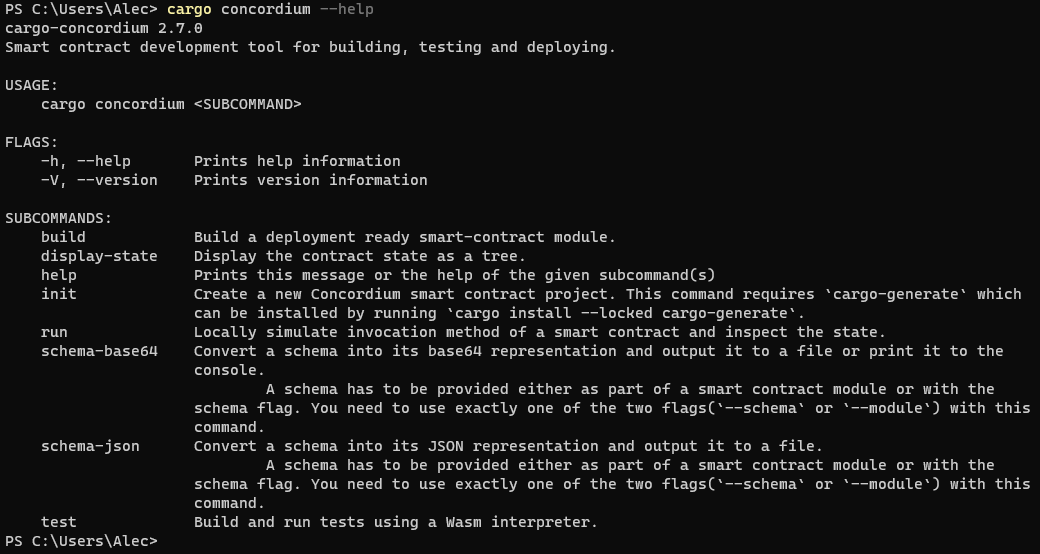 PS C:\Users\Alec> cargo concordium --help
cargo-concordium 2.7.0
Smart contract development tool for building, testing and deploying.

USAGE:
    cargo concordium <SUBCOMMAND>

FLAGS:
    -h, --help       Prints help information
    -V, --version    Prints version information

SUBCOMMANDS:
    build            Build a deployment ready smart-contract module.
    display-state    Display the contract state as a tree.
    help             Prints this message or the help of the given subcommand(s)
    init             Create a new Concordium smart contract project. This command requires `cargo-generate` which
                     can be installed by running `cargo install --locked cargo-generate`.
    run              Locally simulate invocation method of a smart contract and inspect the state.
    schema-base64    Convert a schema into its base64 representation and output it to a file or print it to the
                     console.
                             A schema has to be provided either as part of a smart contract module or with the
                     schema flag. You need to use exactly one of the two flags(`--schema` or `--module`) with this
                     command.
    schema-json      Convert a schema into its JSON representation and output it to a file.
                             A schema has to be provided either as part of a smart contract module or with the
                     schema flag. You need to use exactly one of the two flags(`--schema` or `--module`) with this
                     command.
    test             Build and run tests using a Wasm interpreter.
PS C:\Users\Alec>